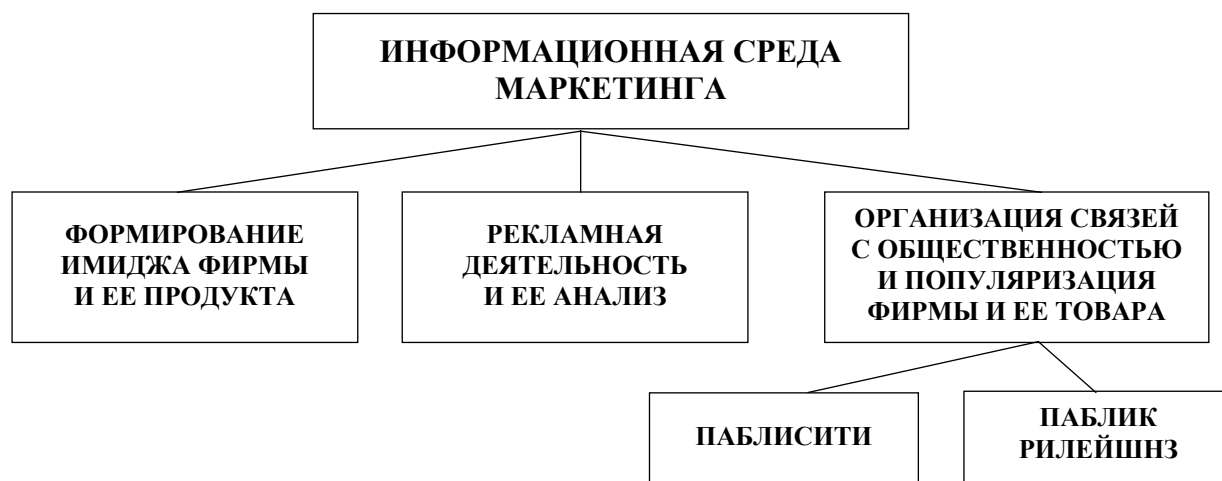 ИНФОРМАЦИОННАЯ СРЕДА
МАРКЕТИНГА
ФОРМИРОВАНИЕ
ИМИДЖА ФИРМЫ
И ЕЕ ПРОДУКТА
РЕКЛАМНАЯ
ДЕЯТЕЛЬНОСТЬ
И ЕЕ АНАЛИЗ
ОРГАНИЗАЦИЯ СВЯЗЕЙ
С ОБЩЕСТВЕННОСТЬЮ
И ПОПУЛЯРИЗАЦИЯ
ФИРМЫ И ЕЕ ТОВАРА
ПАБЛИСИТИ
ПАБЛИК
РИЛЕЙШНЗ